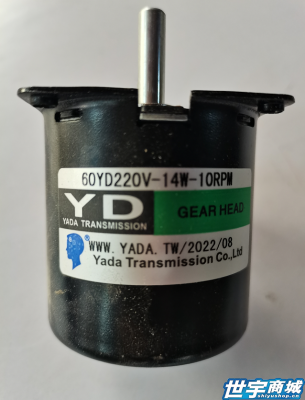 60YD220V-14W-10RPM
YD
YADA TRANSMISSION
GEAR HEAD
WWW. YADA.TW/2022/08
Yada Transmission Co.,Ltd
世宇商城
www.shiyushop.cn